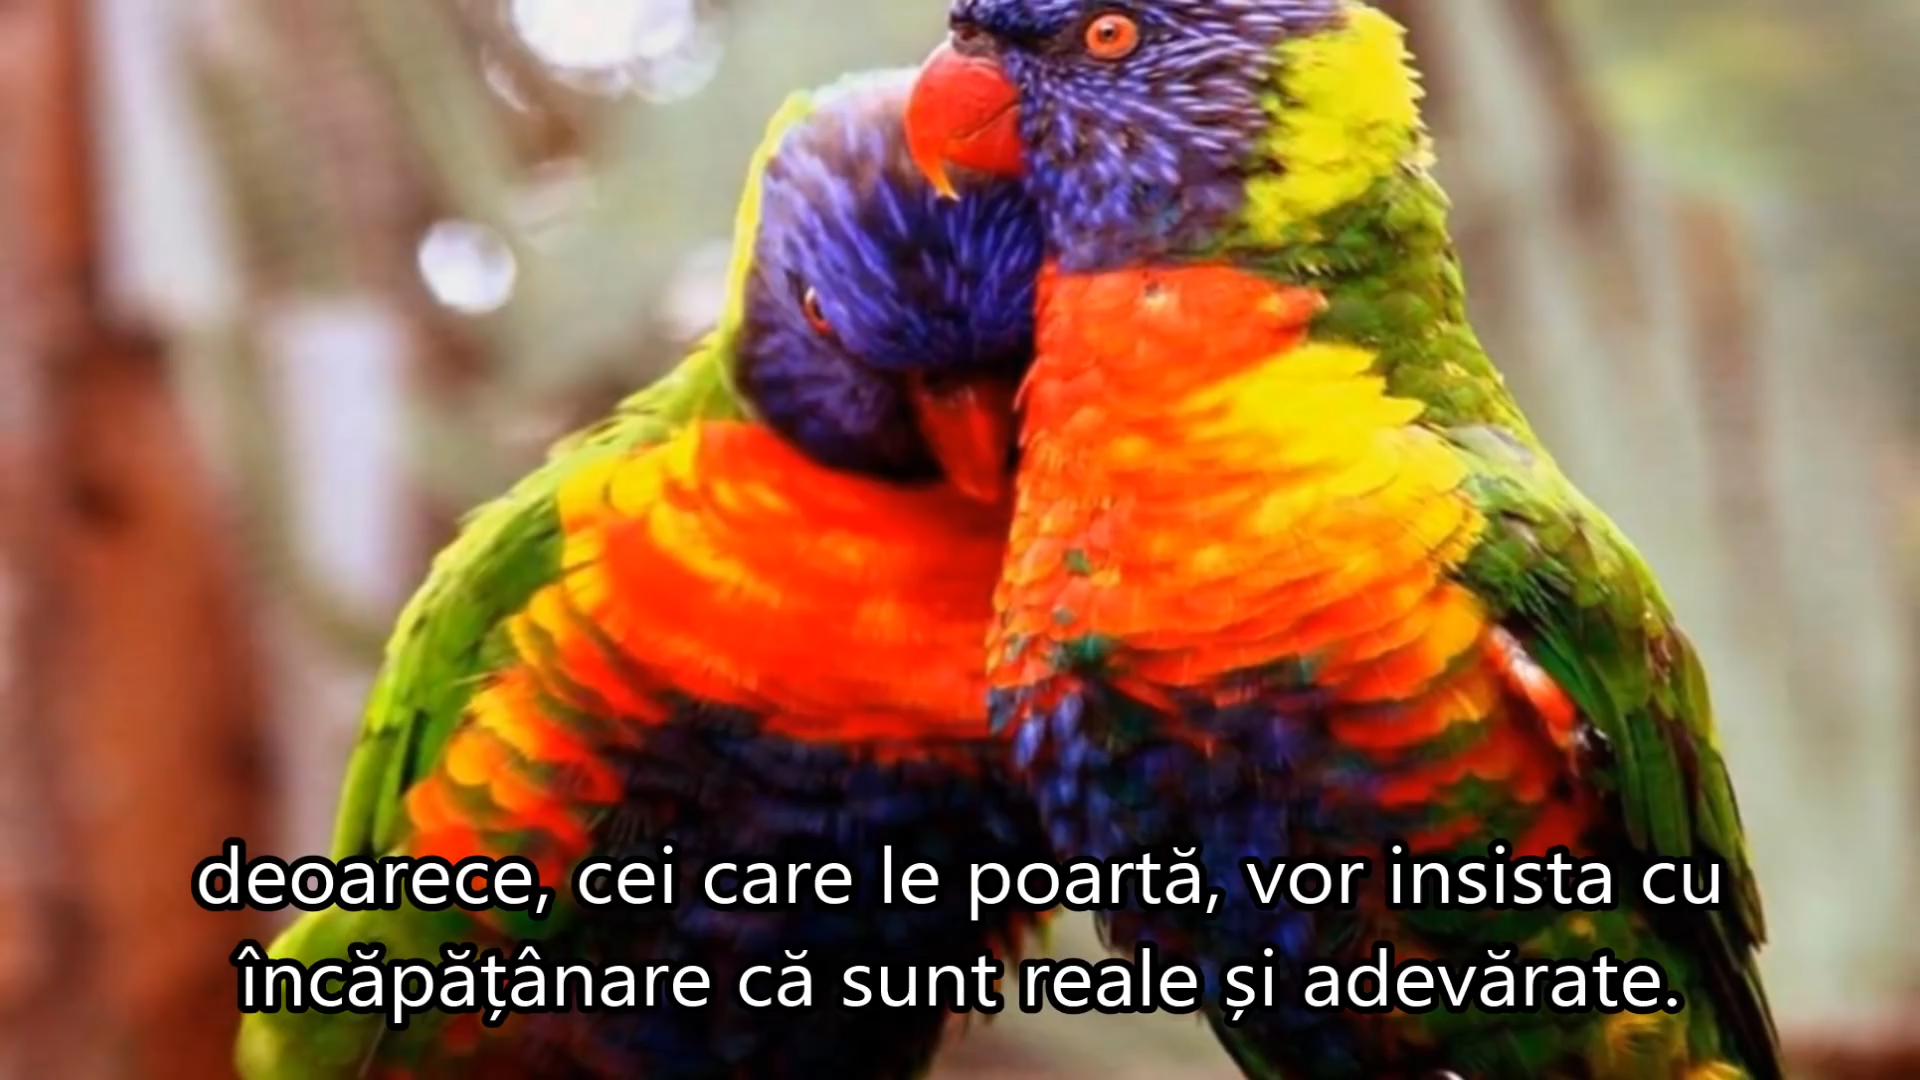 deoarece, cei care le poartă, vor insista cu
încăpățânare că sunt reale și adevărate.